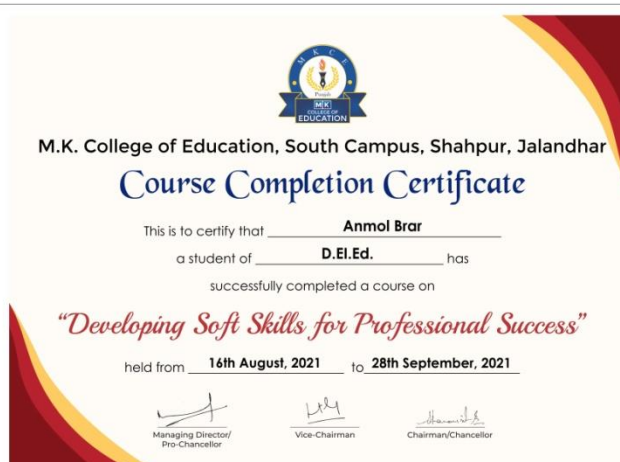 M K C E
Punjab
MK
COLLEGE OF
EDUCATION
M.K. College of Education, South Campus, Shahpur, Jalandhar
Course Completion Certificate
This is to certify that Anmol Brar
a student of D.El.Ed. has
successfully completed a course on
“Developing Soft Skills for Professional Success”
held from 16th August, 2021 to 28th September, 2021
Managing Director/ Vice-Chairman Chairman/Chancellor
Pro-Chancellor